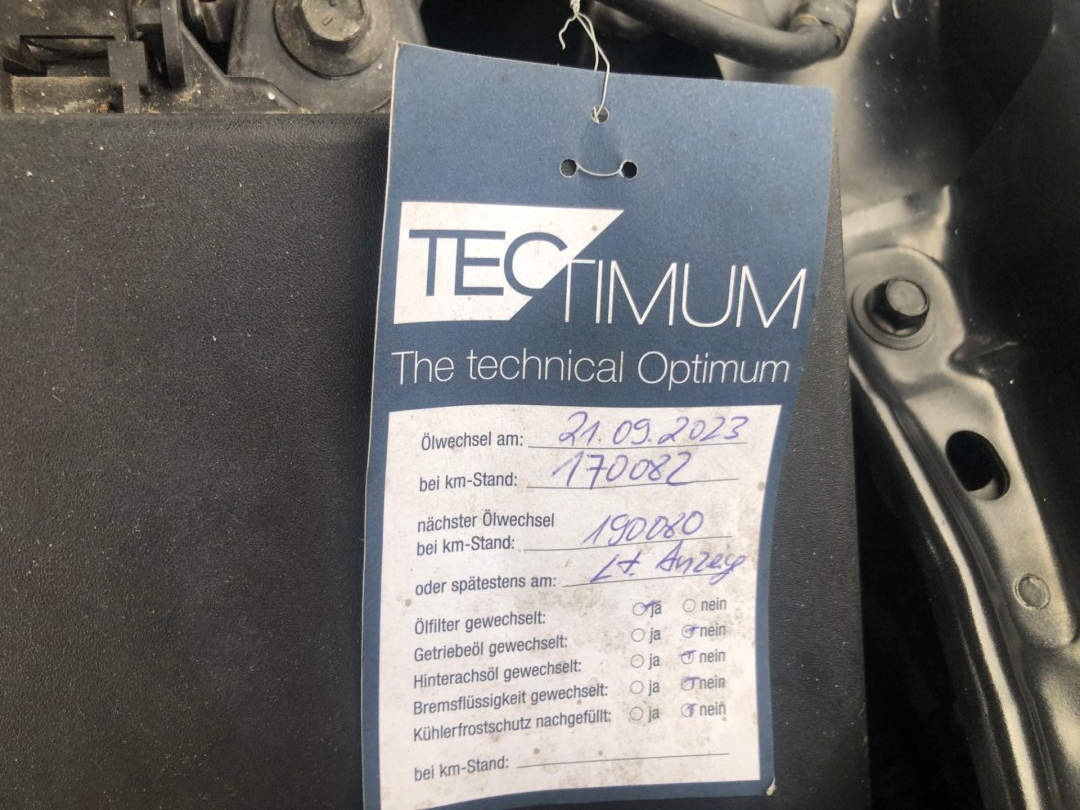 TECTIMUM
The technical Optimum
Ölwechsel am: 21.09.2023
bei km-Stand: 170082
nächster Ölwechsel
bei km-Stand: 190080
oder spätestens am: Lt. Anzeig
Ölfilter gewechselt: ja nein
Getriebeöl gewechselt: ja nein
Hinterachsöl gewechselt: ja nein
Bremsflüssigkeit gewechselt: ja nein
Kühlerfrostschutz nachgefüllt: ja nein
bei km-Stand: